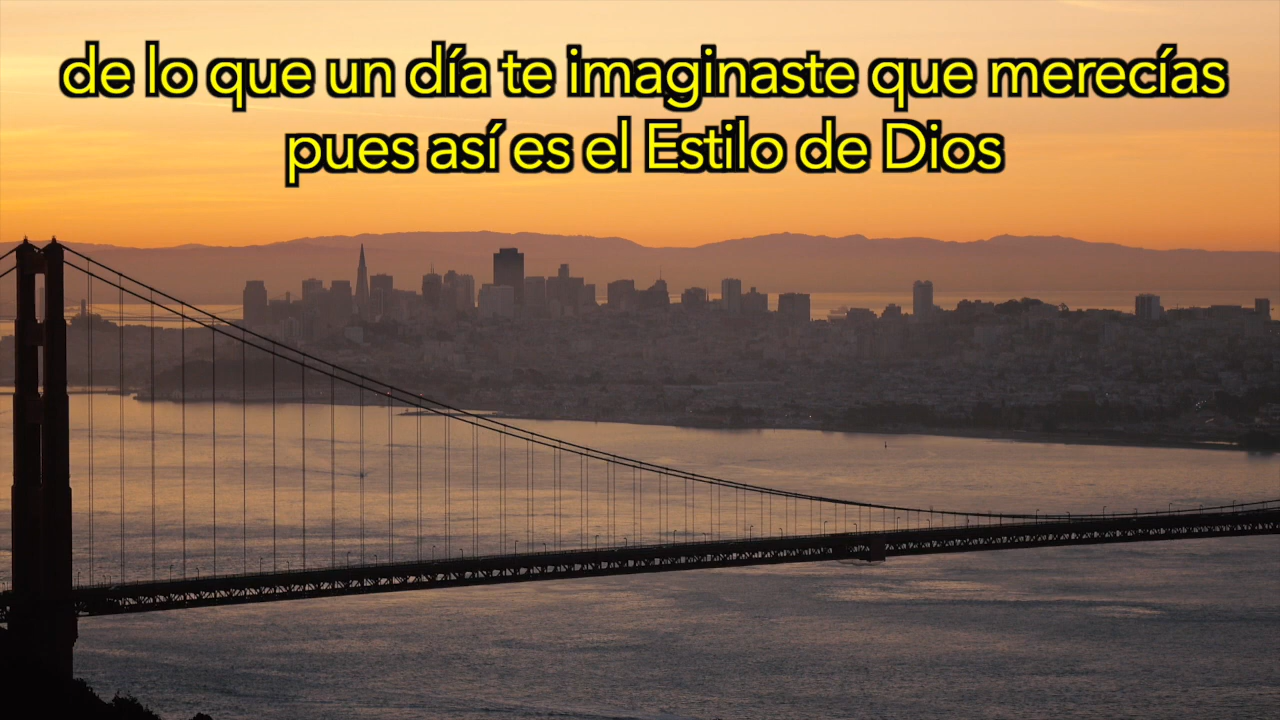 de lo que un día te imaginaste que merecías
pues así es el Estilo de Dios